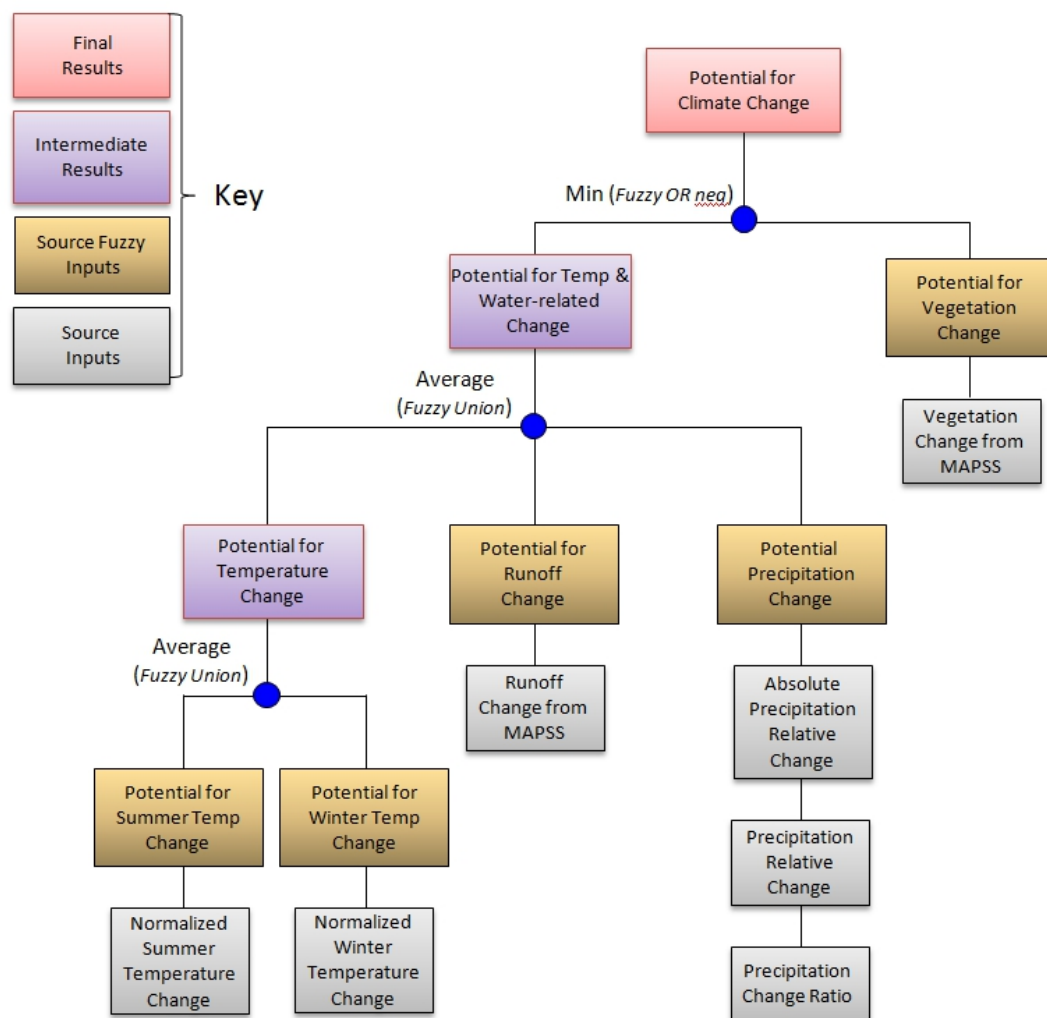 Final
Results
Intermediate
Results
Source Fuzzy
Inputs
Source
Inputs
Key
Potential for
Climate Change
Min (Fuzzy OR neg)
Potential for Temp &
Water-related
Change
Potential for
Vegetation
Change
Average
(Fuzzy Union)
Vegetation
Change from
MAPSS
Potential for
Temperature
Change
Potential for
Runoff
Change
Potential
Precipitation
Change
Average
(Fuzzy Union)
Runoff
Change from
MAPSS
Absolute
Precipitation
Relative
Change
Potential for
Summer Temp
Change
Potential for
Winter Temp
Change
Precipitation
Relative
Change
Normalized
Summer
Temperature
Change
Normalized
Winter
Temperature
Change
Precipitation
Change Ratio